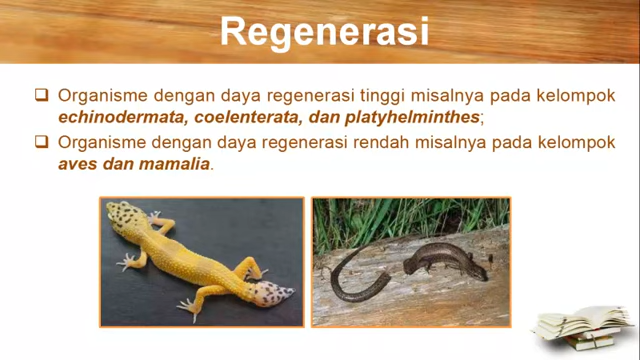 Regenerasi
❑ Organisme dengan daya regenerasi tinggi misalnya pada kelompok
echinodermata, coelenterata, dan platyhelminthes;
❑ Organisme dengan daya regenerasi rendah misalnya pada kelompok
aves dan mamalia.